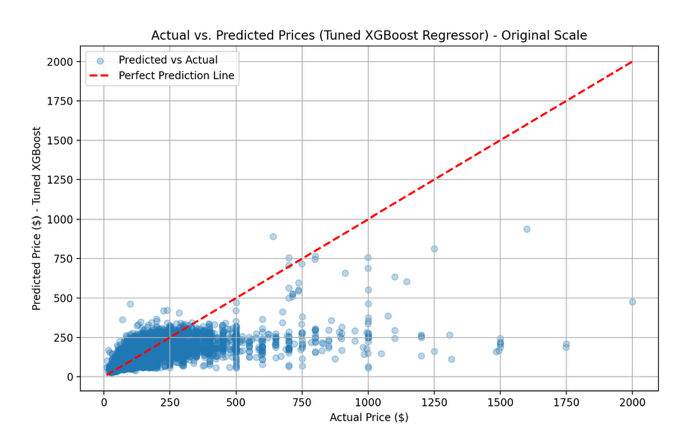 Actual vs. Predicted Prices (Tuned XGBoost Regressor) - Original Scale
Predicted vs Actual
Perfect Prediction Line
Predicted Price ($) - Tuned XGBoost
2000
1750
1500
1250
1000
750
500
250
0
0 250 500 750 1000 1250 1500 1750 2000
Actual Price ($)